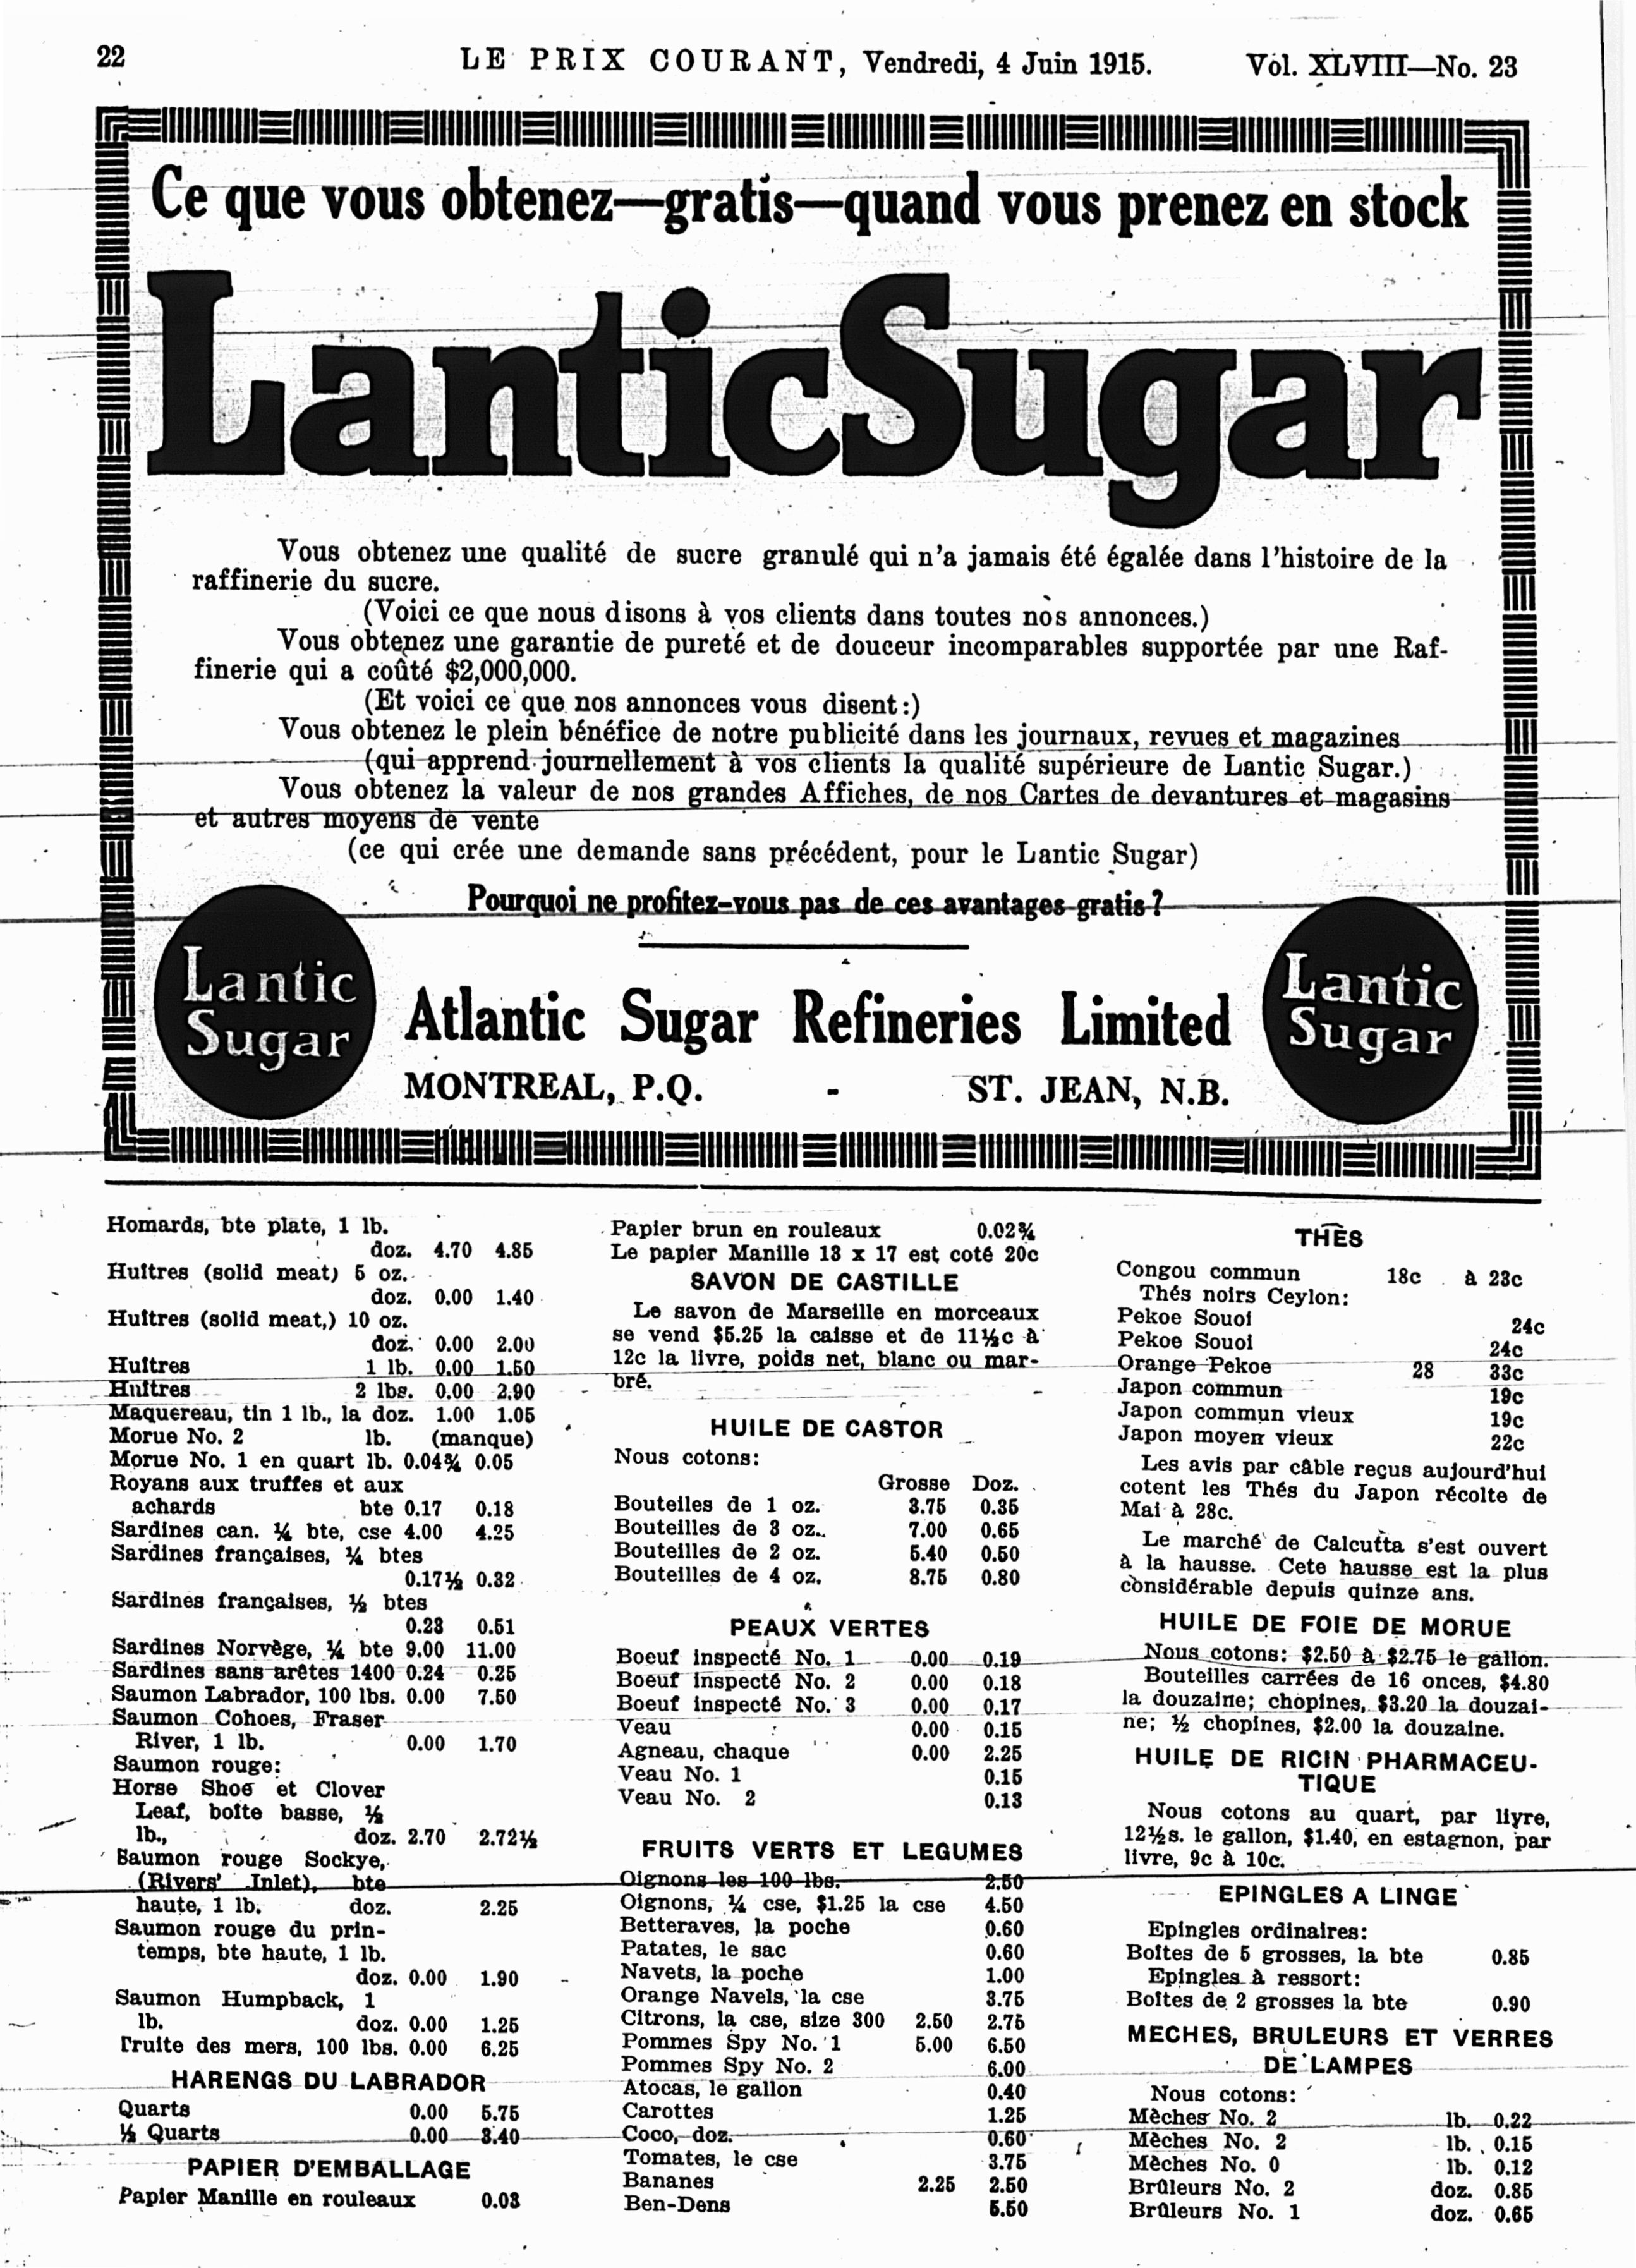 22 LE PRIX COURANT, Vendredi, 4 Juin 1915. Vol. XLVIII—No. 23
Ce que vous obtenez—gratis—quand vous prenez en stock
LanticSugar
Vous obtenez une qualité de sucre granulé qui n'a jamais été égalée dans l'histoire de la
raffinerie du sucre.
(Voici ce que nous disons à vos clients dans toutes nos annonces.)
Vous obtenez une garantie de pureté et de douceur incomparables supportée par une Raf-
finerie qui a coûté $2,000,000.
(Et voici ce que nos annonces vous disent:)
Vous obtenez le plein bénéfice de notre publicité dans les journaux, revues et magazines
(qui apprend journellement à vos clients la qualité supérieure de Lantic Sugar.)
Vous obtenez la valeur de nos grandes Affiches, de nos Cartes de devantures et magasins
et autres moyens de vente
(ce qui crée une demande sans précédent, pour le Lantic Sugar)
Pourquoi ne profitez-vous pas de ces avantages gratis?
Lantic
Sugar
Atlantic Sugar Refineries Limited
MONTREAL, P.Q. - ST. JEAN, N.B.
Lantic
Sugar
Homards, bte plate, 1 lb.
doz. 4.70 4.85
Huîtres (solid meat) 5 oz.
doz. 0.00 1.40
Huîtres (solid meat,) 10 oz.
doz. 0.00 2.00
Huîtres 1 lb. 0.00 1.50
Huîtres 2 lbs. 0.00 2.90
Maquereau, tin 1 lb., la doz. 1.00 1.05
Morue No. 2 lb. (manque)
Morue No. 1 en quart lb. 0.04¾ 0.05
Royans aux truffes et aux
achards bte 0.17 0.18
Sardines can. ¼ bte, cse 4.00 4.25
Sardines françaises, ¼ btes
0.17½ 0.32
Sardines françaises, ½ btes
0.28 0.51
Sardines Norvège, ¼ bte 9.00 11.00
Sardines sans arêtes 1400 0.24 0.25
Saumon Labrador, 100 lbs. 0.00 7.50
Saumon Cohoes, Fraser
River, 1 lb. 0.00 1.70
Saumon rouge:
Horse Shoe et Clover
Leaf, boîte basse, ½
lb., doz. 2.70 2.72½
Saumon rouge Sockye,
(Rivers' Inlet), bte
haute, 1 lb. doz. 2.25
Saumon rouge du prin-
temps, bte haute, 1 lb.
doz. 0.00 1.90
Saumon Humpback, 1
lb. doz. 0.00 1.25
Truite des mers, 100 lbs. 0.00 6.25
HARENGS DU LABRADOR
Quarts 0.00 5.75
½ Quarts 0.00 3.40
PAPIER D'EMBALLAGE
Papier Manille en rouleaux 0.03
Papier brun en rouleaux 0.02¾
Le papier Manille 13 x 17 est coté 20c
SAVON DE CASTILLE
Le savon de Marseille en morceaux
se vend $5.25 la caisse et de 11½c à
12c la livre, poids net, blanc ou mar-
bré.
HUILE DE CASTOR
Nous cotons:
Grosse Doz.
Bouteiles de 1 oz. 3.75 0.35
Bouteilles de 3 oz. 7.00 0.65
Bouteilles de 2 oz. 5.40 0.50
Bouteilles de 4 oz. 8.75 0.80
PEAUX VERTES
Boeuf inspecté No. 1 0.00 0.19
Boeuf inspecté No. 2 0.00 0.18
Boeuf inspecté No. 3 0.00 0.17
Veau 0.00 0.15
Agneau, chaque 0.00 2.25
Veau No. 1 0.15
Veau No. 2 0.13
FRUITS VERTS ET LEGUMES
Oignons les 100 lbs. 2.50
Oignons, ¼ cse, $1.25 la cse 4.50
Betteraves, la poche 0.60
Patates, le sac 0.60
Navets, la poche 1.00
Orange Navels, la cse 3.75
Citrons, la cse, size 300 2.50 2.75
Pommes Spy No. 1 5.00 6.50
Pommes Spy No. 2 6.00
Atocas, le gallon 0.40
Carottes 1.25
Coco, doz. 0.60
Tomates, le cse 3.75
Bananes 2.25 2.50
Ben-Dens 5.50
THÉS
Congou commun 18c à 23c
Thés noirs Ceylon:
Pekoe Souoi 24c
Pekoe Souoi 24c
Orange Pekoe 28 33c
Japon commun 19c
Japon commun vieux 19c
Japon moyen vieux 22c
Les avis par câble reçus aujourd'hui
cotent les Thés du Japon récolte de
Mai à 28c.
Le marché de Calcutta s'est ouvert
à la hausse. Cete hausse est la plus
considérable depuis quinze ans.
HUILE DE FOIE DE MORUE
Nous cotons: $2.50 à $2.75 le gallon.
Bouteilles carrées de 16 onces, $4.80
la douzaine; chopines, $3.20 la douzai-
ne; ½ chopines, $2.00 la douzaine.
HUILE DE RICIN PHARMACEU-
TIQUE
Nous cotons au quart, par livre,
12½s. le gallon, $1.40, en estagnon, par
livre, 9c à 10c.
EPINGLES A LINGE
Epingles ordinaires:
Boîtes de 5 grosses, la bte 0.85
Epingles à ressort:
Boîtes de 2 grosses la bte 0.90
MECHES, BRULEURS ET VERRES
DE LAMPES
Nous cotons:
Mèches No. 2 lb. 0.22
Mèches No. 2 lb. 0.15
Mèches No. 0 lb. 0.12
Brûleurs No. 2 doz. 0.85
Brûleurs No. 1 doz. 0.65